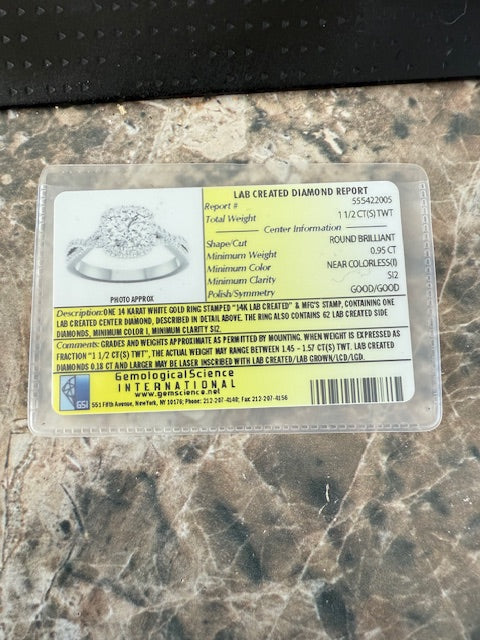 LAB CREATED DIAMOND REPORT
Report # 555422005
Total Weight 1 1/2 CT(S) TWT
Center Information
Shape/Cut ROUND BRILLIANT
Minimum Weight 0.95 CT
Minimum Color NEAR COLORLESS(I)
Minimum Clarity SI2
Polish/Symmetry GOOD/GOOD
PHOTO APPROX
Description:ONE 14 KARAT WHITE GOLD RING STAMPED "14K LAB CREATED" & MFG'S STAMP, CONTAINING ONE
LAB CREATED CENTER DIAMOND, DESCRIBED IN DETAIL ABOVE. THE RING ALSO CONTAINS 62 LAB CREATED SIDE
DIAMONDS, MINIMUM COLOR I, MINIMUM CLARITY SI2.
Comments: GRADES AND WEIGHTS APPROXIMATE AS PERMITTED BY MOUNTING. WHEN WEIGHT IS EXPRESSED AS
FRACTION "1 1/2 CT(S) TWT", THE ACTUAL WEIGHT MAY RANGE BETWEEN 1.45 - 1.57 CT(S) TWT. LAB CREATED
DIAMONDS 0.18 CT AND LARGER MAY BE LASER INSCRIBED WITH LAB CREATED/LAB GROWN/LCD/LGD.
GemologicalScience
INTERNATIONAL
www.gemscience.net
GSI 551 Fifth Avenue, New York, NY 10176; Phone: 212-207-4140; Fax 212-207-4156